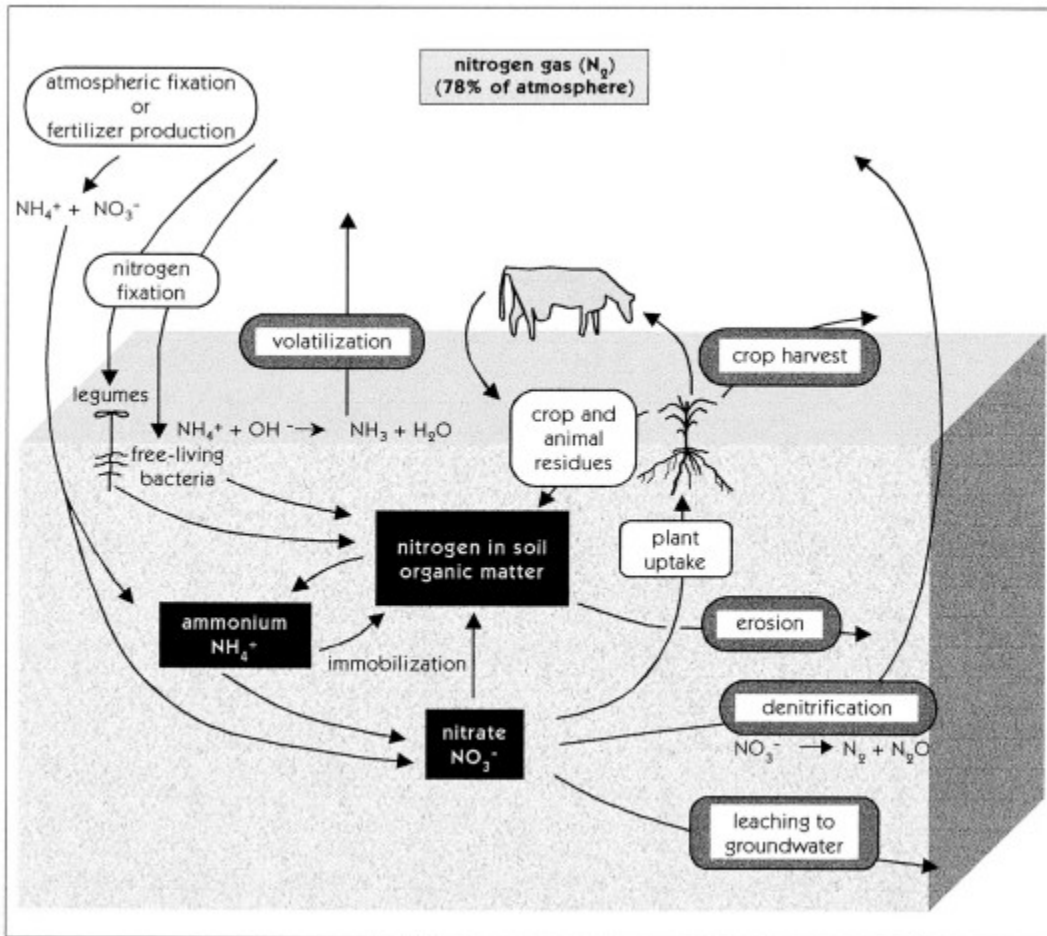 nitrogen gas (N₂)
(78% of atmosphere)
atmospheric fixation
or
fertilizer production
NH₄⁺ + NO₃⁻
nitrogen
fixation
volatilization
crop harvest
legumes
NH₄⁺ + OH⁻ → NH₃ + H₂O
free-living
bacteria
crop and
animal
residues
nitrogen in soil
organic matter
plant
uptake
ammonium
NH₄⁺
immobilization
erosion
nitrate
NO₃⁻
denitrification
NO₃⁻ → N₂ + N₂O
leaching to
groundwater